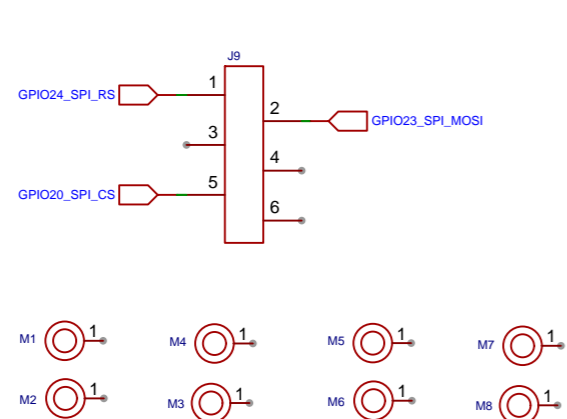 J9
GPIO24_SPI_RS 1
2 GPIO23_SPI_MOSI
3
4
GPIO20_SPI_CS 5
6
M1 1
M4 1
M5 1
M7 1
M2 1
M3 1
M6 1
M8 1